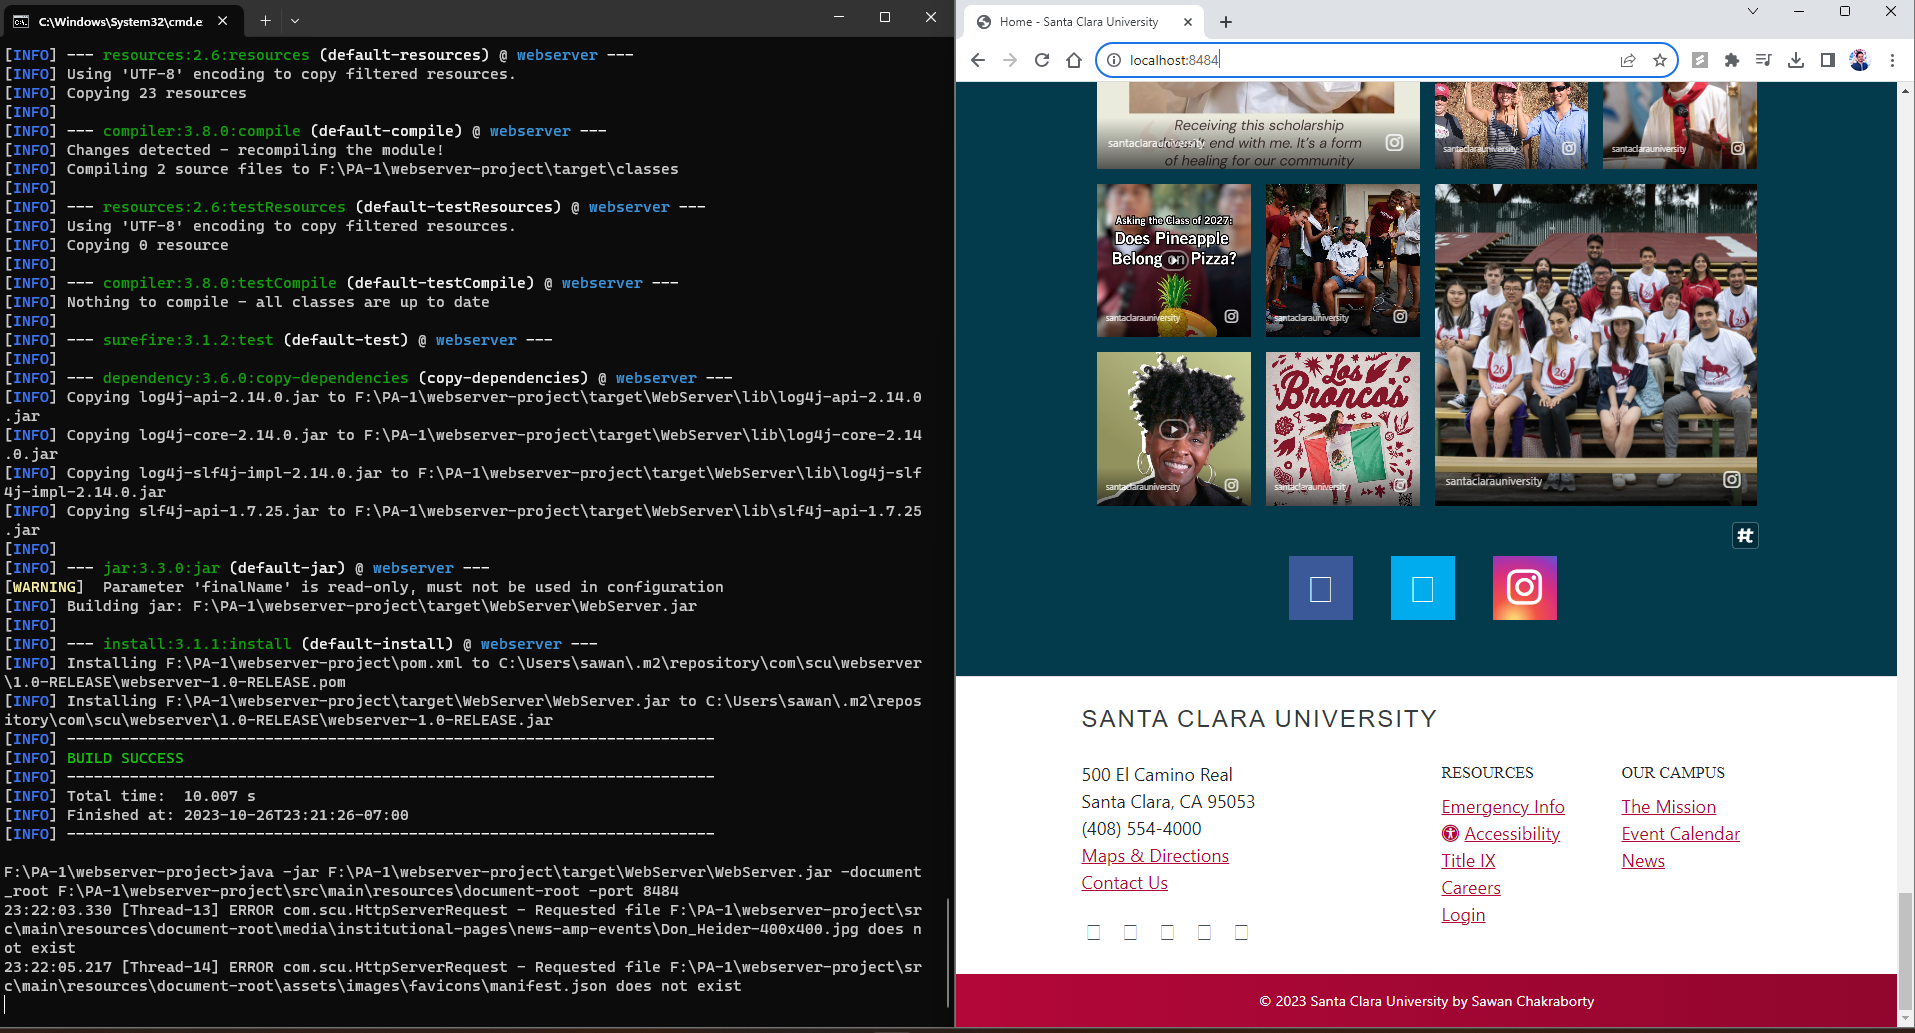 C:\Windows\System32\cmd.e
[INFO] --- resources:2.6:resources (default-resources) @ webserver ---
[INFO] Using 'UTF-8' encoding to copy filtered resources.
[INFO] Copying 23 resources
[INFO]
[INFO] --- compiler:3.8.0:compile (default-compile) @ webserver ---
[INFO] Changes detected - recompiling the module!
[INFO] Compiling 2 source files to F:\PA-1\webserver-project\target\classes
[INFO]
[INFO] --- resources:2.6:testResources (default-testResources) @ webserver ---
[INFO] Using 'UTF-8' encoding to copy filtered resources.
[INFO] Copying 0 resource
[INFO]
[INFO] --- compiler:3.8.0:testCompile (default-testCompile) @ webserver ---
[INFO] Nothing to compile - all classes are up to date
[INFO]
[INFO] --- surefire:3.1.2:test (default-test) @ webserver ---
[INFO]
[INFO] --- dependency:3.6.0:copy-dependencies (copy-dependencies) @ webserver ---
[INFO] Copying log4j-api-2.14.0.jar to F:\PA-1\webserver-project\target\WebServer\lib\log4j-api-2.14.0
.jar
[INFO] Copying log4j-core-2.14.0.jar to F:\PA-1\webserver-project\target\WebServer\lib\log4j-core-2.14
.0.jar
[INFO] Copying log4j-slf4j-impl-2.14.0.jar to F:\PA-1\webserver-project\target\WebServer\lib\log4j-slf
4j-impl-2.14.0.jar
[INFO] Copying slf4j-api-1.7.25.jar to F:\PA-1\webserver-project\target\WebServer\lib\slf4j-api-1.7.25
.jar
[INFO]
[INFO] --- jar:3.3.0:jar (default-jar) @ webserver ---
[WARNING]  Parameter 'finalName' is read-only, must not be used in configuration
[INFO] Building jar: F:\PA-1\webserver-project\target\WebServer\WebServer.jar
[INFO]
[INFO] --- install:3.1.1:install (default-install) @ webserver ---
[INFO] Installing F:\PA-1\webserver-project\pom.xml to C:\Users\sawan\.m2\repository\com\scu\webserver
\1.0-RELEASE\webserver-1.0-RELEASE.pom
[INFO] Installing F:\PA-1\webserver-project\target\WebServer\WebServer.jar to C:\Users\sawan\.m2\repos
itory\com\scu\webserver\1.0-RELEASE\webserver-1.0-RELEASE.jar
[INFO] ------------------------------------------------------------------------
[INFO] BUILD SUCCESS
[INFO] ------------------------------------------------------------------------
[INFO] Total time:  10.007 s
[INFO] Finished at: 2023-10-26T23:21:26-07:00
[INFO] ------------------------------------------------------------------------
F:\PA-1\webserver-project>java -jar F:\PA-1\webserver-project\target\WebServer\WebServer.jar -document
_root F:\PA-1\webserver-project\src\main\resources\document-root -port 8484
23:22:03.330 [Thread-13] ERROR com.scu.HttpServerRequest - Requested file F:\PA-1\webserver-project\sr
c\main\resources\document-root\media\institutional-pages\news-amp-events\Don_Heider-400x400.jpg does n
ot exist
23:22:05.217 [Thread-14] ERROR com.scu.HttpServerRequest - Requested file F:\PA-1\webserver-project\sr
c\main\resources\document-root\assets\images\favicons\manifest.json does not exist
Home - Santa Clara University
localhost:8484
Receiving this scholarship
end with me. It's a form
of healing for our community
santaclarauniversity
santaclarauniversity
santaclarauniversity
Asking the Class of 2027:
Does Pineapple
Belong on Pizza?
santaclarauniversity
santaclarauniversity
santaclarauniversity
Los
Broncos
santaclarauniversity
26
26
santaclarauniversity
SANTA CLARA UNIVERSITY
500 El Camino Real
Santa Clara, CA 95053
(408) 554-4000
Maps & Directions
Contact Us
RESOURCES
Emergency Info
Accessibility
Title IX
Careers
Login
OUR CAMPUS
The Mission
Event Calendar
News
© 2023 Santa Clara University by Sawan Chakraborty